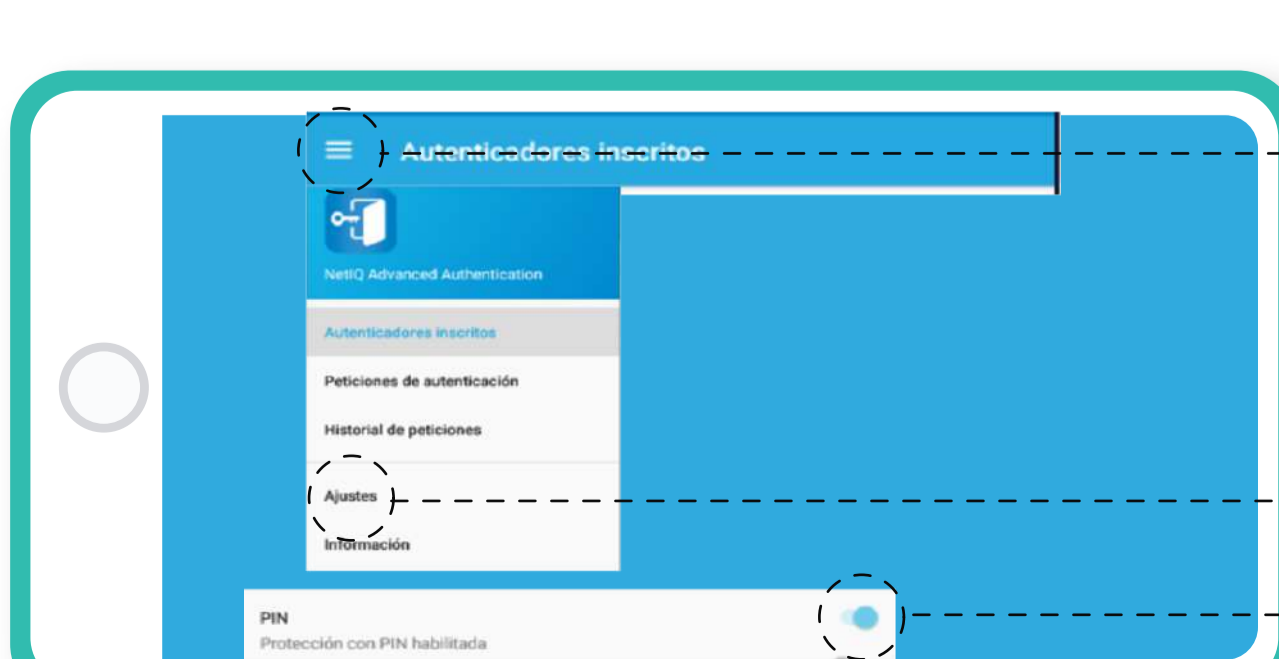 Autenticadores inscritos
NetIQ Advanced Authentication
Autenticadores inscritos
Peticiones de autenticación
Historial de peticiones
Ajustes
Información
PIN
Protección con PIN habilitada